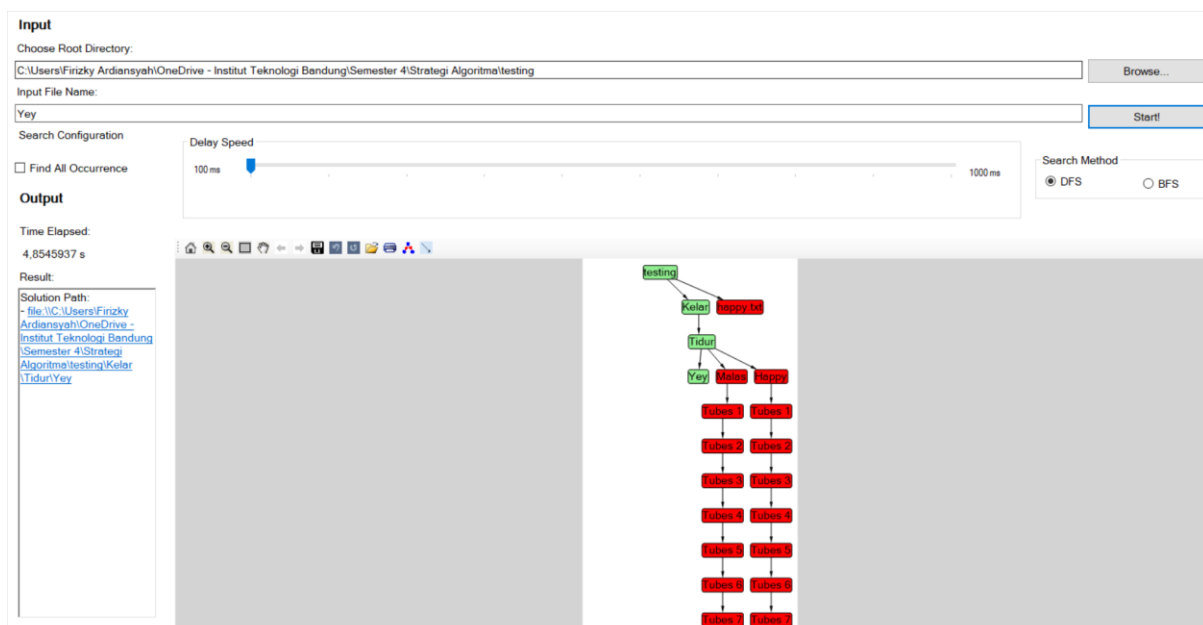 Input
Choose Root Directory:
C:\Users\Firizky Ardiansyah\OneDrive - Institut Teknologi Bandung\Semester 4\Strategi Algoritma\testing
Browse...
Input File Name:
Yey
Start!
Search Configuration
Delay Speed
Find All Occurrence
100 ms
1000 ms
Search Method
DFS
BFS
Output
Time Elapsed:
4,8545937 s
Result:
Solution Path:
- file:\\C:\Users\Firizky
Ardiansyah\OneDrive -
Institut Teknologi Bandung
\Semester 4\Strategi
Algoritma\testing\Kelar
\Tidur\Yey
testing
Kelar happy.txt
Tidur
Yey Malas Happy
Tubes 1 Tubes 1
Tubes 2 Tubes 2
Tubes 3 Tubes 3
Tubes 4 Tubes 4
Tubes 5 Tubes 5
Tubes 6 Tubes 6
Tubes 7 Tubes 7